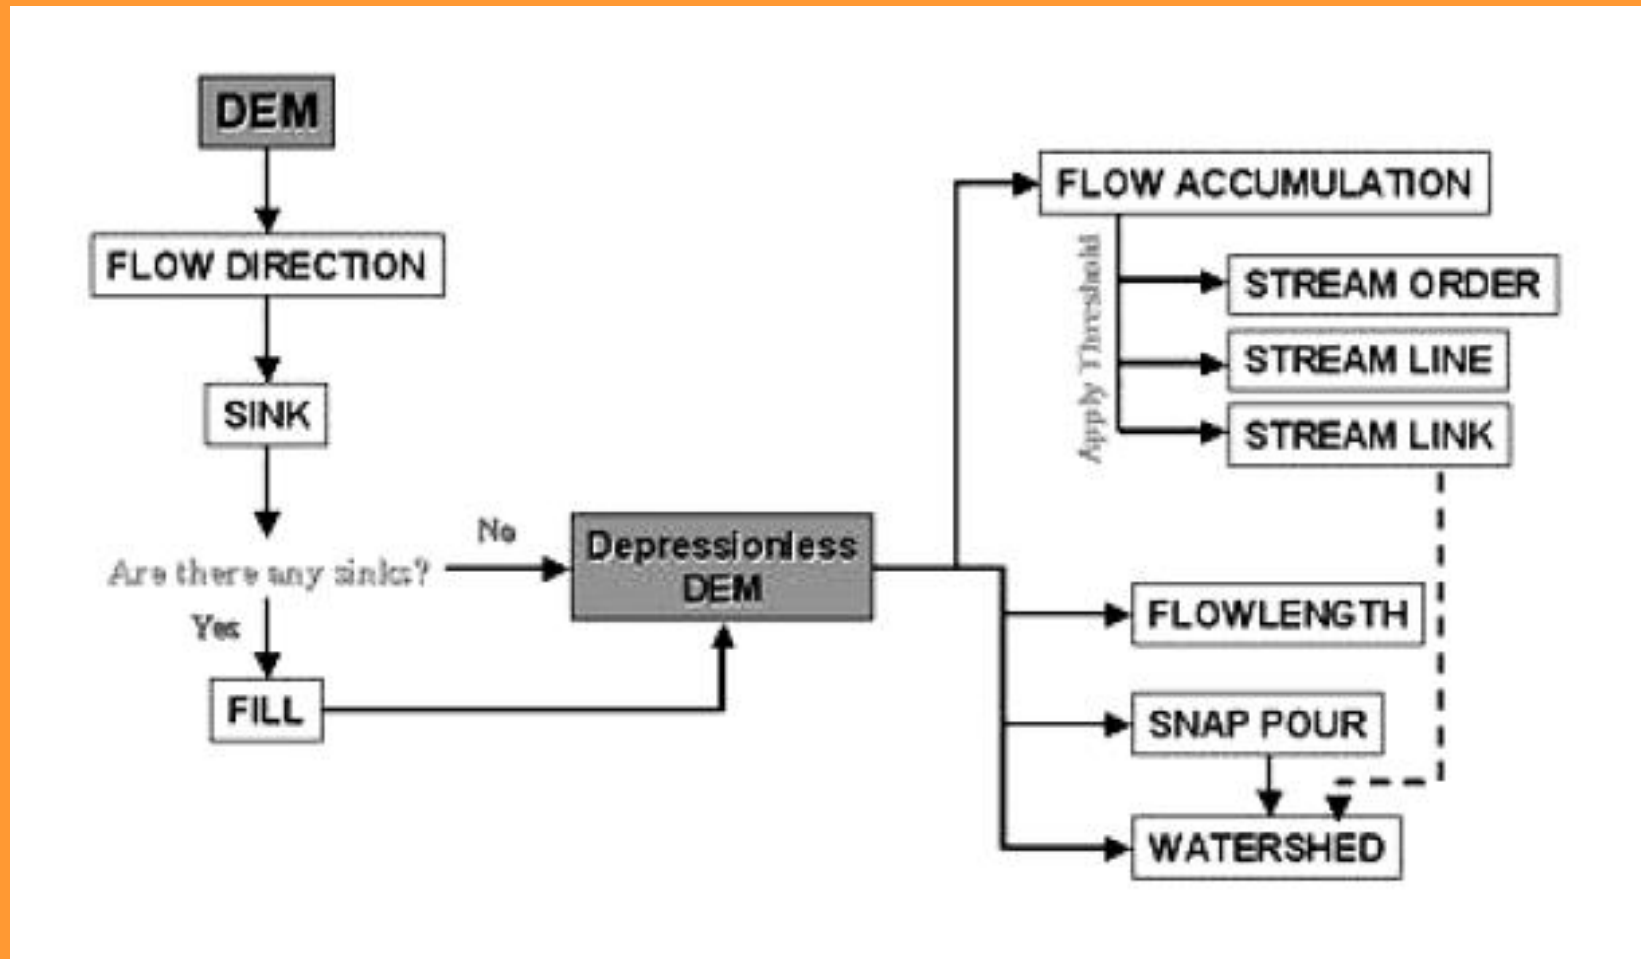 DEM
FLOW DIRECTION
SINK
Are there any sinks?
No
Yes
FILL
Depressionless
DEM
FLOW ACCUMULATION
Apply Threshold
STREAM ORDER
STREAM LINE
STREAM LINK
FLOWLENGTH
SNAP POUR
WATERSHED